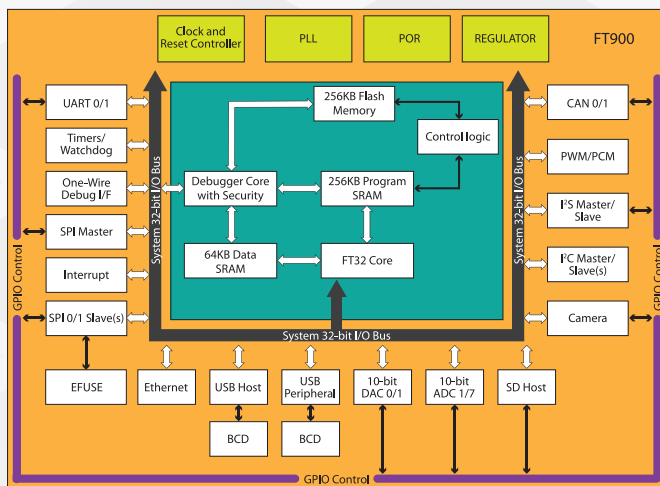 Clock and
Reset Controller
PLL
POR
REGULATOR
FT900
UART 0/1
Timers/
Watchdog
One-Wire
Debug I/F
SPI Master
Interrupt
SPI 0/1 Slave(s)
EFUSE
GPIO Control
System 32-bit I/O Bus
256KB Flash
Memory
Control logic
Debugger Core
with Security
256KB Program
SRAM
64KB Data
SRAM
FT32 Core
System 32-bit I/O Bus
System 32-bit I/O Bus
CAN 0/1
PWM/PCM
I²S Master/
Slave
I²C Master/
Slave(s)
Camera
GPIO Control
Ethernet
USB Host
USB
Peripheral
10-bit
DAC 0/1
10-bit
ADC 1/7
SD Host
BCD
BCD
GPIO Control